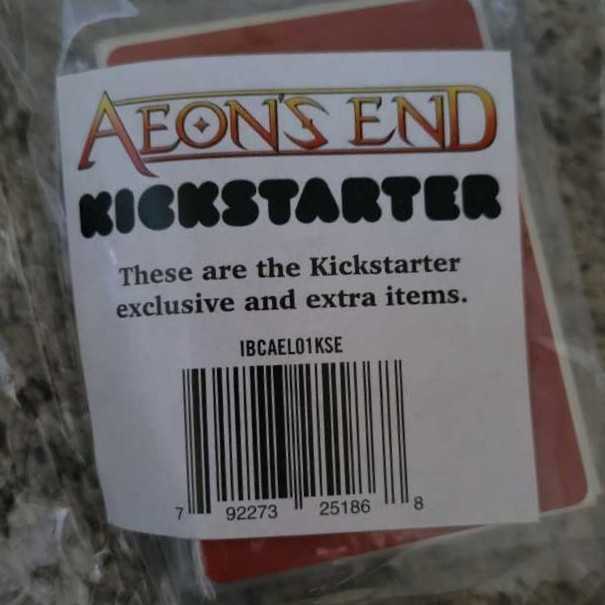 AEON'S END
KICKSTARTER
These are the Kickstarter
exclusive and extra items.
IBCAEL01KSE
7 92273 25186 8